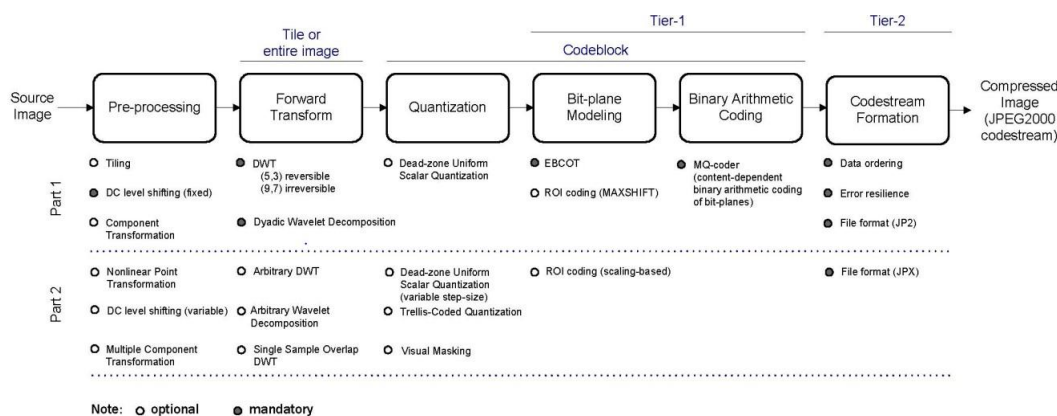 Tier-1
Tier-2
Tile or
entire image
Codeblock
Source
Image
Pre-processing
Forward
Transform
Quantization
Bit-plane
Modeling
Binary Arithmetic
Coding
Codestream
Formation
Compressed
Image
(JPEG2000
codestream)
Part 1
Tiling
DC level shifting (fixed)
Component
Transformation
DWT
(5,3) reversible
(9,7) irreversible
Dyadic Wavelet Decomposition
Dead-zone Uniform
Scalar Quantization
EBCOT
ROI coding (MAXSHIFT)
MQ-coder
(content-dependent
binary arithmetic coding
of bit-planes)
Data ordering
Error resilience
File format (JP2)
Part 2
Nonlinear Point
Transformation
DC level shifting (variable)
Multiple Component
Transformation
Arbitrary DWT
Arbitrary Wavelet
Decomposition
Single Sample Overlap
DWT
Dead-zone Uniform
Scalar Quantization
(variable step-size)
Trellis-Coded Quantization
Visual Masking
ROI coding (scaling-based)
File format (JPX)
Note: optional mandatory